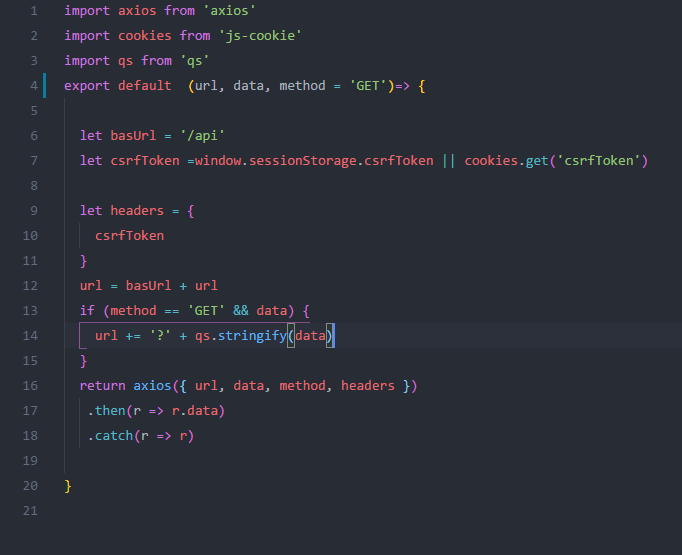 1 import axios from 'axios'
2 import cookies from 'js-cookie'
3 import qs from 'qs'
4 export default  (url, data, method = 'GET')=> {
5
6   let basUrl = '/api'
7   let csrfToken =window.sessionStorage.csrfToken || cookies.get('csrfToken')
8
9   let headers = {
10     csrfToken
11   }
12   url = basUrl + url
13   if (method == 'GET' && data) {
14     url += '?' + qs.stringify(data)
15   }
16   return axios({ url, data, method, headers })
17    .then(r => r.data)
18    .catch(r => r)
19
20 }
21